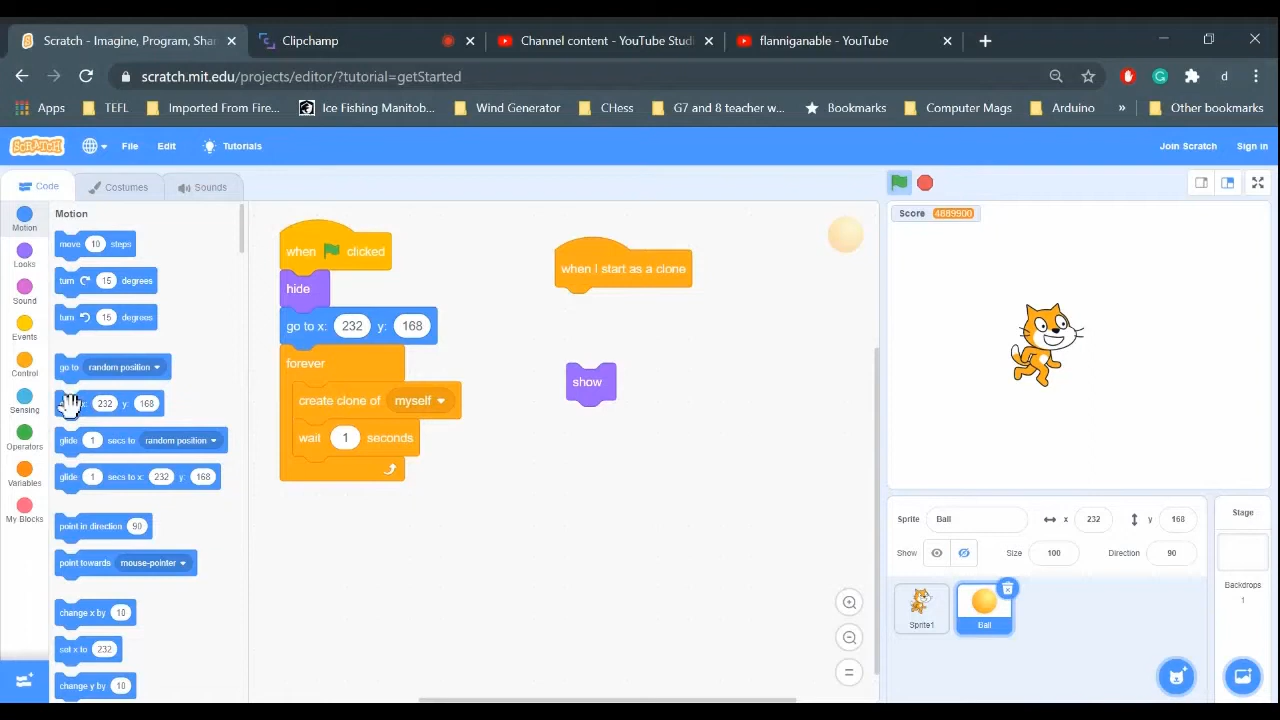 Scratch - Imagine, Program, Sha
Clipchamp
Channel content - YouTube Studi
flanniganable - YouTube
scratch.mit.edu/projects/editor/?tutorial=getStarted
d
Apps
TEFL
Imported From Fire...
Ice Fishing Manitob...
Wind Generator
CHess
G7 and 8 teacher w...
Bookmarks
Computer Mags
Arduino
»
Other bookmarks
SCRATCH
File
Edit
Tutorials
Join Scratch
Sign in
Code
Costumes
Sounds
Motion
Looks
Sound
Events
Control
Sensing
Operators
Variables
My Blocks
Motion
move 10 steps
turn 15 degrees
turn 15 degrees
go to random position
x: 232 y: 168
glide 1 secs to random position
glide 1 secs to x: 232 y: 168
point in direction 90
point towards mouse-pointer
change x by 10
set x to 232
change y by 10
when clicked
hide
go to x: 232 y: 168
forever
create clone of myself
wait 1 seconds
when I start as a clone
show
Score 4889900
Sprite Ball x 232 y 168
Show Size 100 Direction 90
Sprite1
Ball
Stage
Backdrops
1